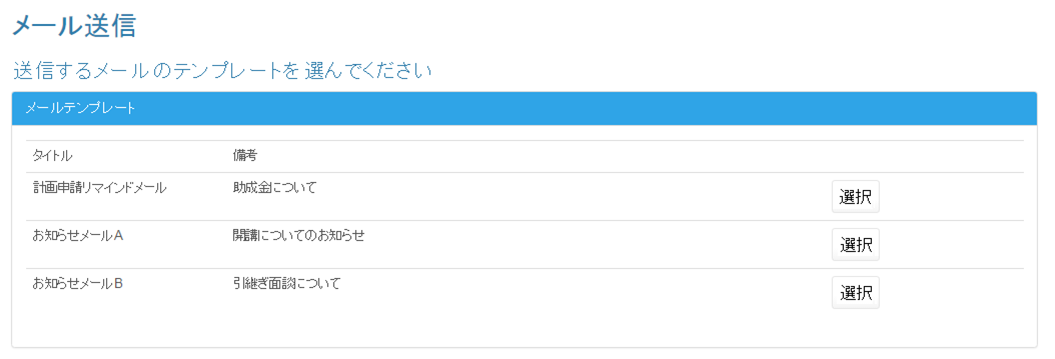 メール送信
送信するメールのテンプレートを選んでください
メールテンプレート
タイトル 備考
計画申請リマインドメール 助成金について 選択
お知らせメールA 開講についてのお知らせ 選択
お知らせメールB 引継ぎ面談について 選択